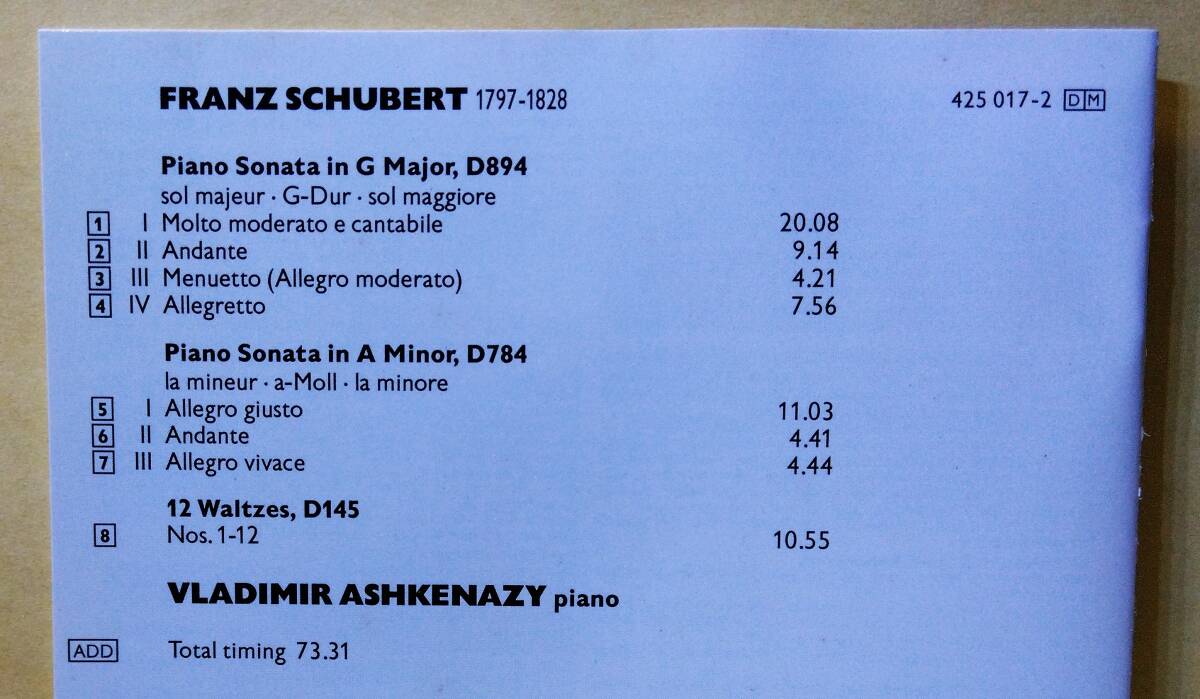 FRANZ SCHUBERT 1797-1828 425 017-2 DM
Piano Sonata in G Major, D894
sol majeur · G-Dur · sol maggiore
1 I Molto moderato e cantabile 20.08
2 II Andante 9.14
3 III Menuetto (Allegro moderato) 4.21
4 IV Allegretto 7.56
Piano Sonata in A Minor, D784
la mineur · a-Moll · la minore
5 I Allegro giusto 11.03
6 II Andante 4.41
7 III Allegro vivace 4.44
12 Waltzes, D145
8 Nos. 1-12 10.55
VLADIMIR ASHKENAZY piano
ADD Total timing 73.31